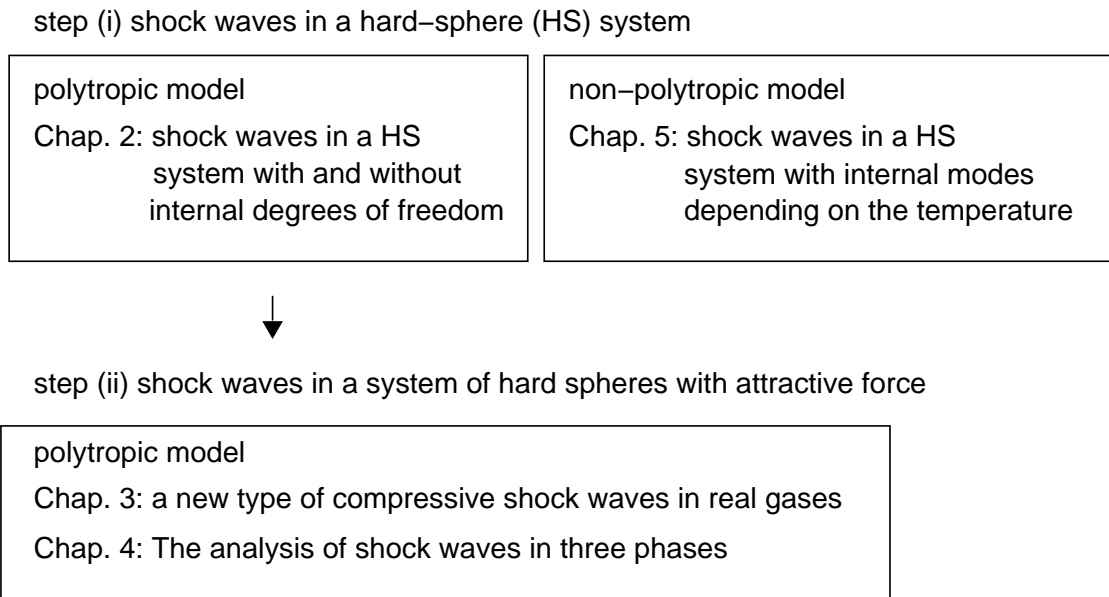 step (i) shock waves in a hard−sphere (HS) system
polytropic model
Chap. 2: shock waves in a HS
system with and without
internal degrees of freedom
non−polytropic model
Chap. 5: shock waves in a HS
system with internal modes
depending on the temperature
step (ii) shock waves in a system of hard spheres with attractive force
polytropic model
Chap. 3: a new type of compressive shock waves in real gases
Chap. 4: The analysis of shock waves in three phases